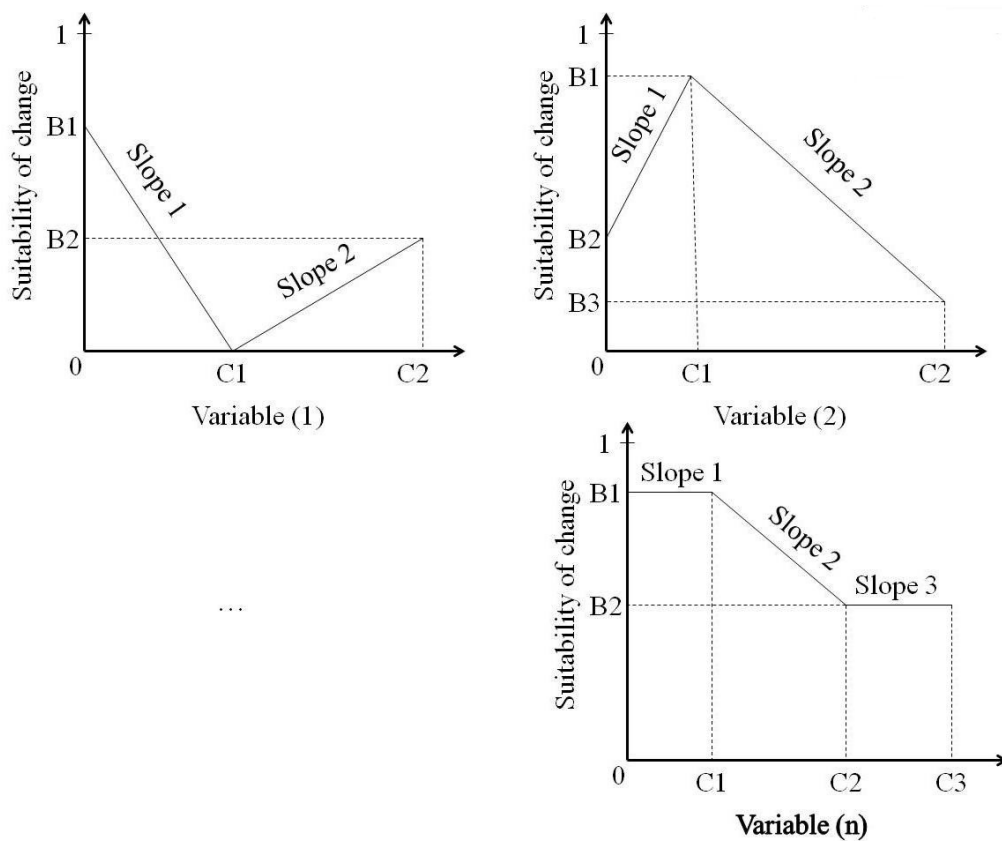 1
B1
B2
0
C1
C2
Slope 1
Slope 2
Suitability of change
Variable (1)
1
B1
B2
B3
0
C1
C2
Slope 1
Slope 2
Suitability of change
Variable (2)
...
1
B1
B2
0
C1
C2
C3
Slope 1
Slope 2
Slope 3
Suitability of change
Variable (n)